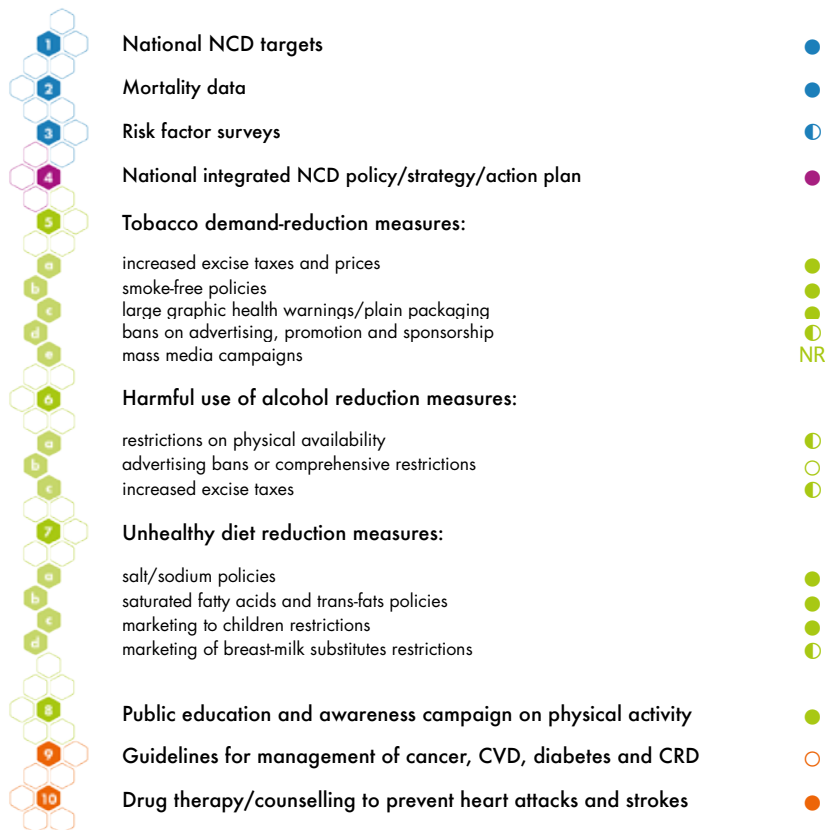 1 National NCD targets
2 Mortality data
3 Risk factor surveys
4 National integrated NCD policy/strategy/action plan
5 Tobacco demand-reduction measures:
a increased excise taxes and prices
b smoke-free policies
c large graphic health warnings/plain packaging
d bans on advertising, promotion and sponsorship
e mass media campaigns NR
6 Harmful use of alcohol reduction measures:
a restrictions on physical availability
b advertising bans or comprehensive restrictions
c increased excise taxes
7 Unhealthy diet reduction measures:
a salt/sodium policies
b saturated fatty acids and trans-fats policies
c marketing to children restrictions
d marketing of breast-milk substitutes restrictions
8 Public education and awareness campaign on physical activity
9 Guidelines for management of cancer, CVD, diabetes and CRD
10 Drug therapy/counselling to prevent heart attacks and strokes